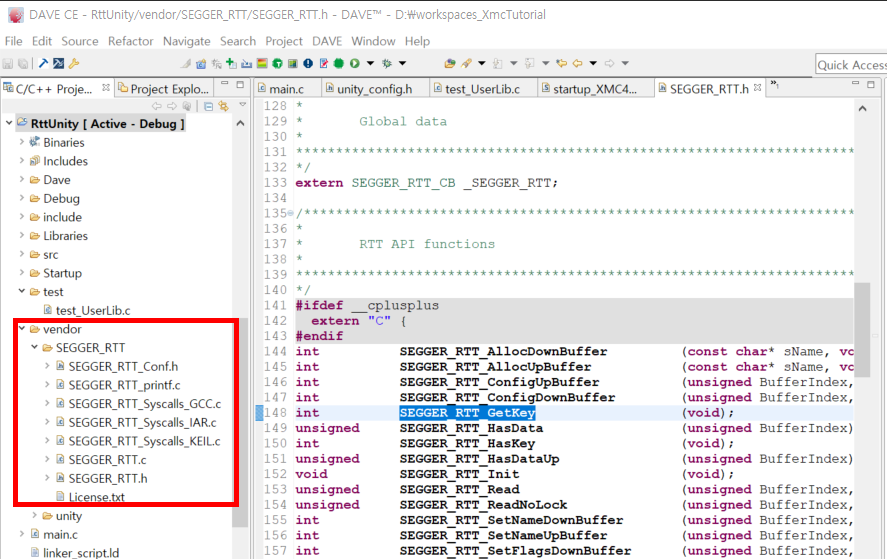 DAVE CE - RttUnity/vendor/SEGGER_RTT/SEGGER_RTT.h - DAVE™ - D:₩workspaces_XmcTutorial
File Edit Source Refactor Navigate Search Project DAVE Window Help
Quick Access
C/C++ Proje... Project Explo...
main.c unity_config.h test_UserLib.c startup_XMC4... SEGGER_RTT.h »1
RttUnity [ Active - Debug ]
Binaries
Includes
Dave
Debug
include
Libraries
src
Startup
test
test_UserLib.c
vendor
SEGGER_RTT
SEGGER_RTT_Conf.h
SEGGER_RTT_printf.c
SEGGER_RTT_Syscalls_GCC.c
SEGGER_RTT_Syscalls_IAR.c
SEGGER_RTT_Syscalls_KEIL.c
SEGGER_RTT.c
SEGGER_RTT.h
License.txt
unity
main.c
linker_script.ld
128 *
129 * Global data
130 *
131 **********************************************************************
132 */
133 extern SEGGER_RTT_CB _SEGGER_RTT;
134
135 /*********************************************************************
136 *
137 * RTT API functions
138 *
139 **********************************************************************
140 */
141 #ifdef __cplusplus
142 extern "C" {
143 #endif
144 int SEGGER_RTT_AllocDownBuffer (const char* sName, vo
145 int SEGGER_RTT_AllocUpBuffer (const char* sName, vo
146 int SEGGER_RTT_ConfigUpBuffer (unsigned BufferIndex,
147 int SEGGER_RTT_ConfigDownBuffer (unsigned BufferIndex,
148 int SEGGER_RTT_GetKey (void);
149 unsigned SEGGER_RTT_HasData (unsigned BufferIndex)
150 int SEGGER_RTT_HasKey (void);
151 unsigned SEGGER_RTT_HasDataUp (unsigned BufferIndex)
152 void SEGGER_RTT_Init (void);
153 unsigned SEGGER_RTT_Read (unsigned BufferIndex,
154 unsigned SEGGER_RTT_ReadNoLock (unsigned BufferIndex,
155 int SEGGER_RTT_SetNameDownBuffer (unsigned BufferIndex,
156 int SEGGER_RTT_SetNameUpBuffer (unsigned BufferIndex,
157 int SEGGER_RTT_SetFlagsDownBuffer (unsigned BufferIndex,